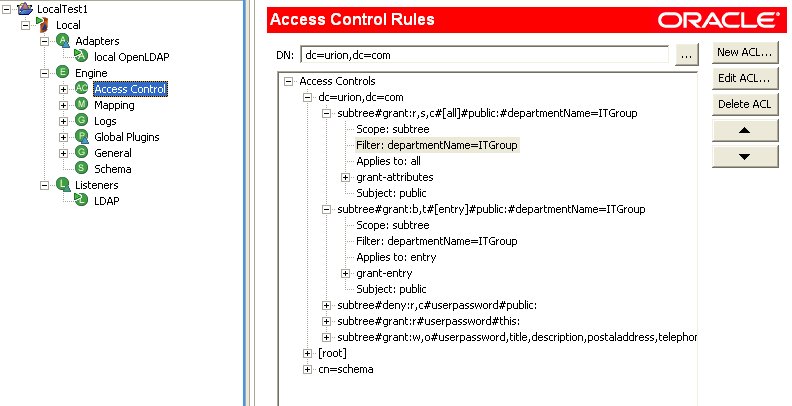 LocalTest1
Local
A Adapters
local OpenLDAP
E Engine
AC Access Control
M Mapping
G Logs
P Global Plugins
G General
S Schema
L Listeners
LDAP
Access Control Rules
ORACLE
DN: dc=urion,dc=com ...
New ACL...
Edit ACL...
Delete ACL
Access Controls
dc=urion,dc=com
subtree#grant:r,s,c#[all]#public:#departmentName=ITGroup
Scope: subtree
Filter: departmentName=ITGroup
Applies to: all
grant-attributes
Subject: public
subtree#grant:b,t#[entry]#public:#departmentName=ITGroup
Scope: subtree
Filter: departmentName=ITGroup
Applies to: entry
grant-entry
Subject: public
subtree#deny:r,c#userpassword#public:
subtree#grant:r#userpassword#this:
subtree#grant:w,o#userpassword,title,description,postaladdress,telephor
[root]
cn=schema